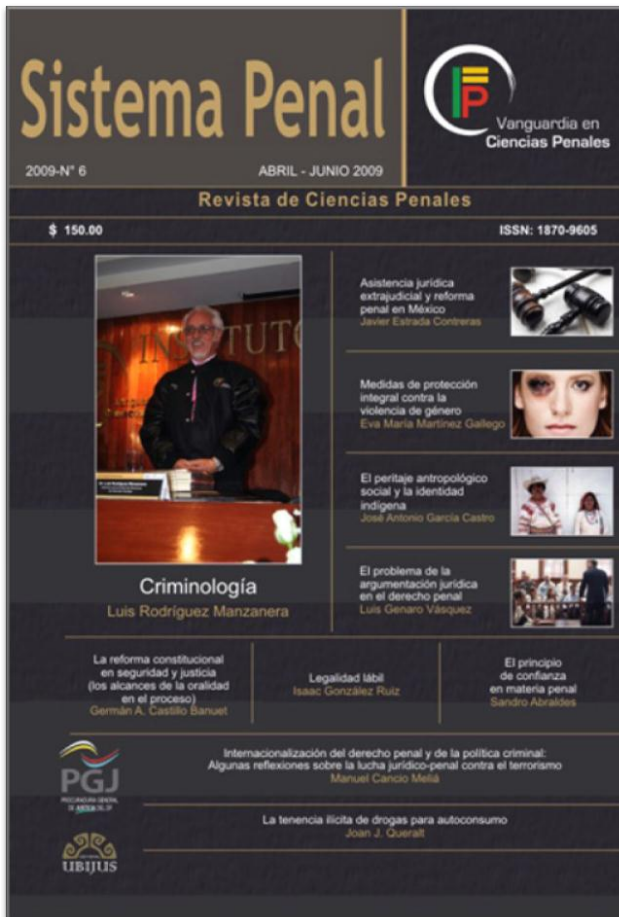 Sistema Penal
2009-N° 6
ABRIL - JUNIO 2009
Vanguardia en
Ciencias Penales
Revista de Ciencias Penales
$ 150.00
ISSN: 1870-9605
INSTITUTO
Criminología
Luis Rodríguez Manzanera
Asistencia jurídica
extrajudicial y reforma
penal en México
Javier Estrada Contreras
Medidas de protección
integral contra la
violencia de género
Eva María Martínez Gallego
El peritaje antropológico
social y la identidad
indígena
José Antonio García Castro
El problema de la
argumentación jurídica
en el derecho penal
Luis Genaro Vásquez
La reforma constitucional
en seguridad y justicia
(los alcances de la oralidad
en el proceso)
Germán A. Castillo Banuet
Legalidad lábil
Isaac González Ruiz
El principio
de confianza
en materia penal
Sandro Abraldes
PGJ
PROCURADURÍA GENERAL
DE JUSTICIA DEL DF
Internacionalización del derecho penal y de la política criminal:
Algunas reflexiones sobre la lucha jurídico-penal contra el terrorismo
Manuel Cancio Meliá
La tenencia ilícita de drogas para autoconsumo
Joan J. Queralt
UBIJUS